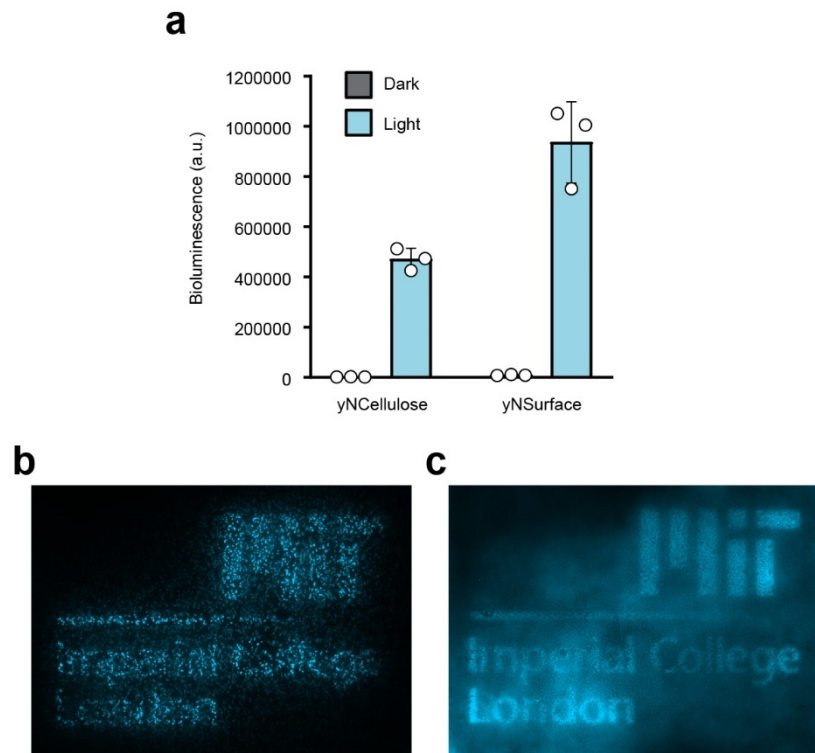 a
1200000
1000000
800000
600000
400000
200000
0
Bioluminescence (a.u.)
Dark
Light
yNCellulose
yNSurface
b
c
MIT
Imperial College
London
MIT
Imperial College
London